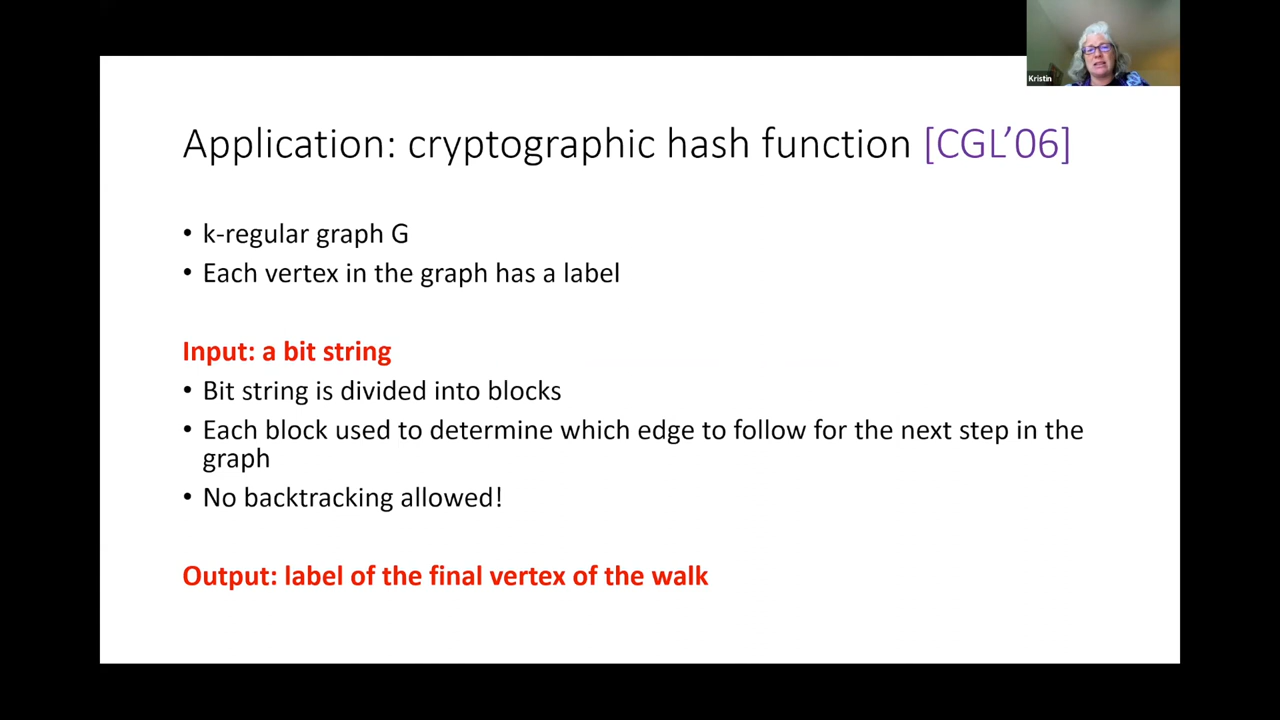 Kristin
Application: cryptographic hash function [CGL’06]
• k-regular graph G
• Each vertex in the graph has a label
Input: a bit string
• Bit string is divided into blocks
• Each block used to determine which edge to follow for the next step in the
graph
• No backtracking allowed!
Output: label of the final vertex of the walk